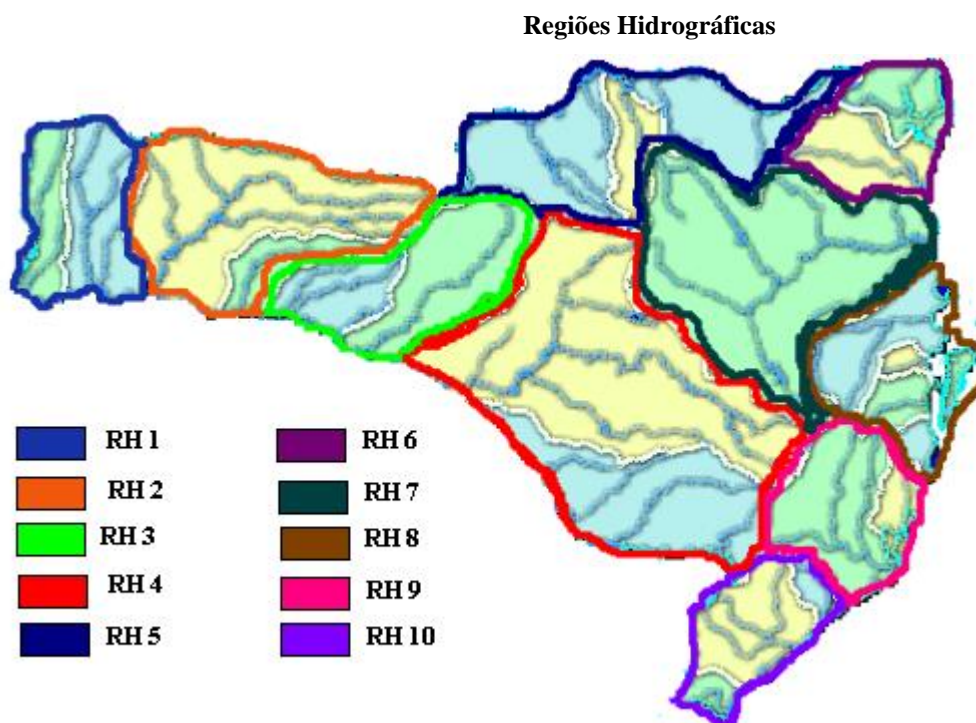 Regiões Hidrográficas
RH 1
RH 2
RH 3
RH 4
RH 5
RH 6
RH 7
RH 8
RH 9
RH 10